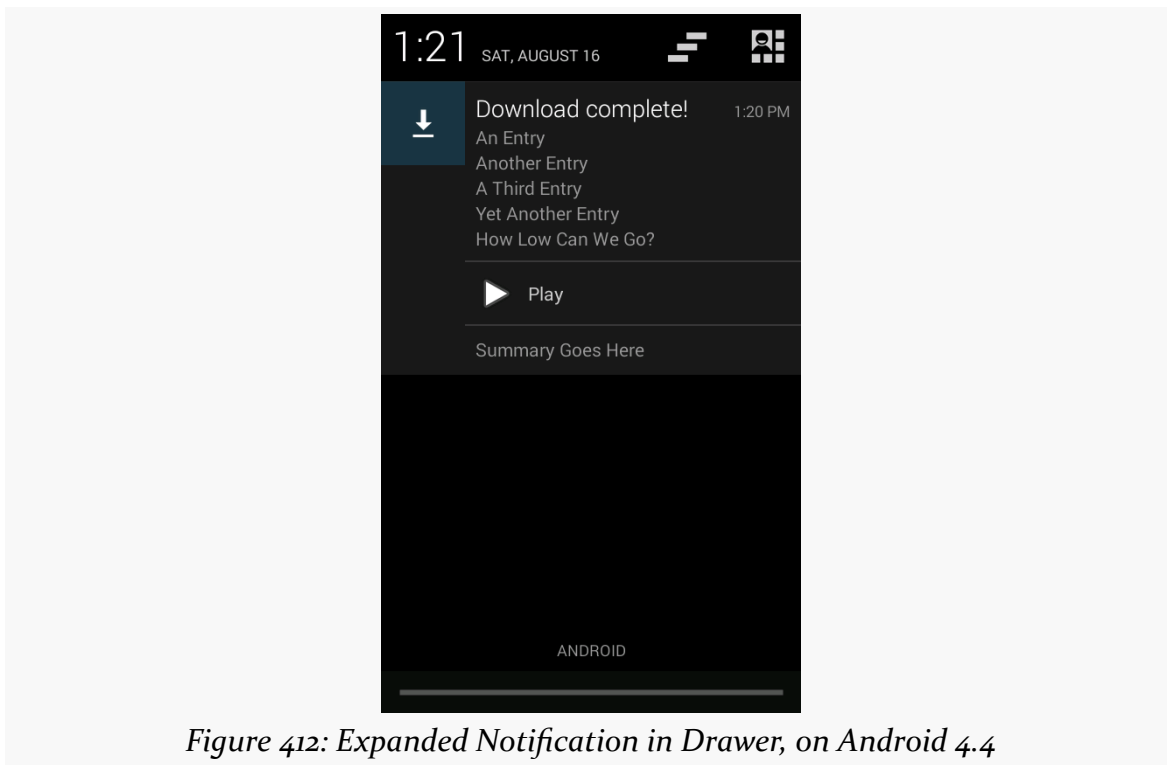 1:21 SAT, AUGUST 16
Download complete! 1:20 PM
An Entry
Another Entry
A Third Entry
Yet Another Entry
How Low Can We Go?
Play
Summary Goes Here
ANDROID
Figure 412: Expanded Notification in Drawer, on Android 4.4